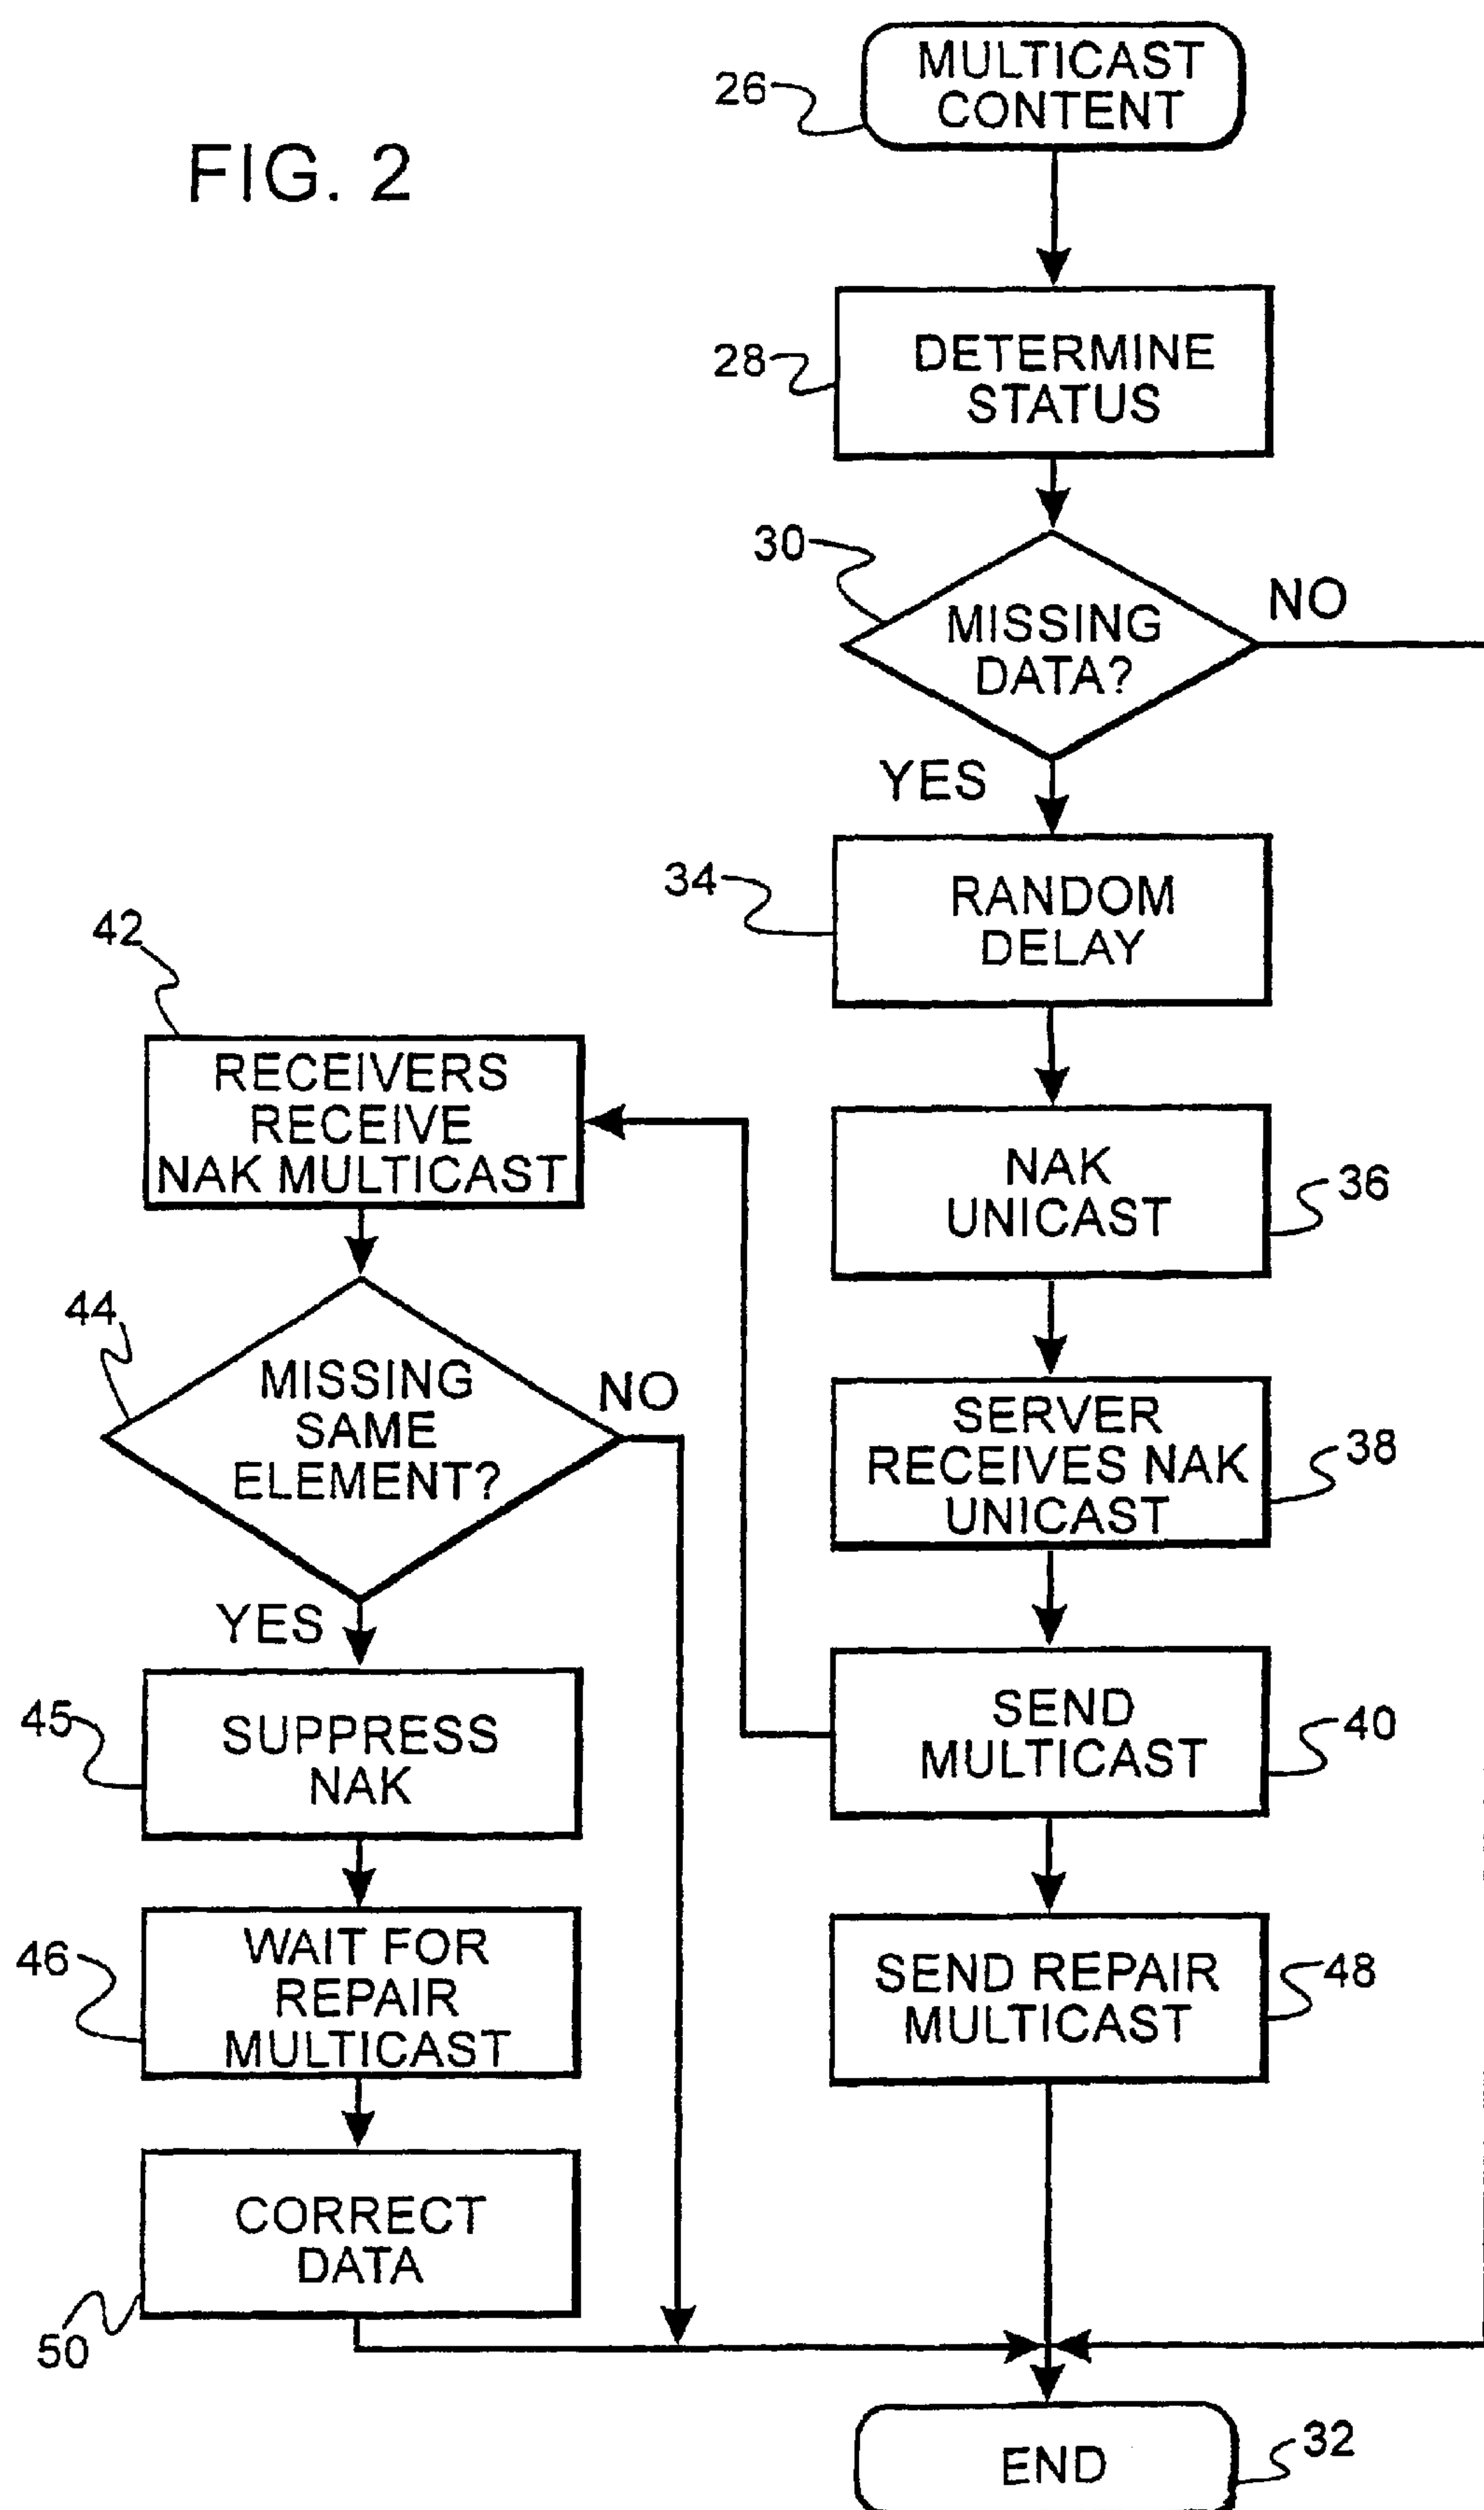 FIG. 2
26
MULTICAST
CONTENT
28
DETERMINE
STATUS
30
MISSING
DATA?
NO
YES
34
RANDOM
DELAY
36
NAK
UNICAST
38
SERVER
RECEIVES NAK
UNICAST
40
SEND
MULTICAST
42
RECEIVERS
RECEIVE
NAK MULTICAST
44
MISSING
SAME
ELEMENT?
NO
YES
45
SUPPRESS
NAK
46
WAIT FOR
REPAIR
MULTICAST
48
SEND REPAIR
MULTICAST
50
CORRECT
DATA
END
32